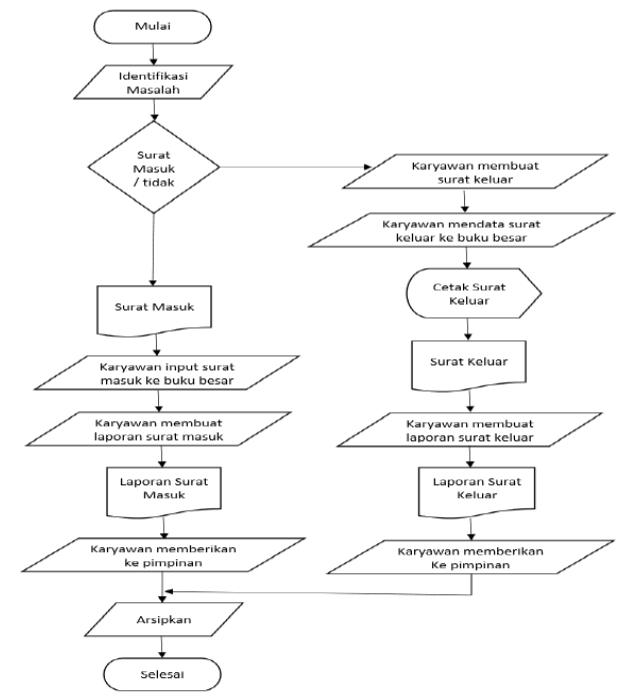 Mulai
Identifikasi
Masalah
Surat
Masuk
/ tidak
Surat Masuk
Karyawan input surat
masuk ke buku besar
Karyawan membuat
laporan surat masuk
Laporan Surat
Masuk
Karyawan memberikan
ke pimpinan
Karyawan membuat
surat keluar
Karyawan mendata surat
keluar ke buku besar
Cetak Surat
Keluar
Surat Keluar
Karyawan membuat
laporan surat keluar
Laporan Surat
Keluar
Karyawan memberikan
Ke pimpinan
Arsipkan
Selesai